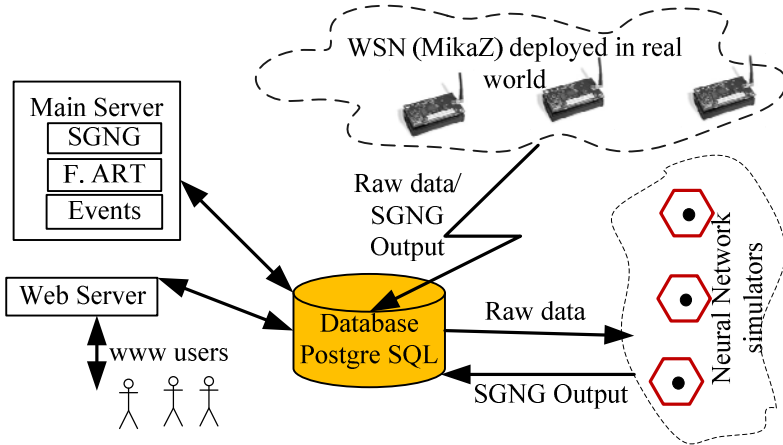 WSN (MikaZ) deployed in real
world
Main Server
SGNG
F. ART
Events
Raw data/
SGNG
Output
Web Server
www users
Database
Postgre SQL
Raw data
SGNG Output
Neural Network
simulators